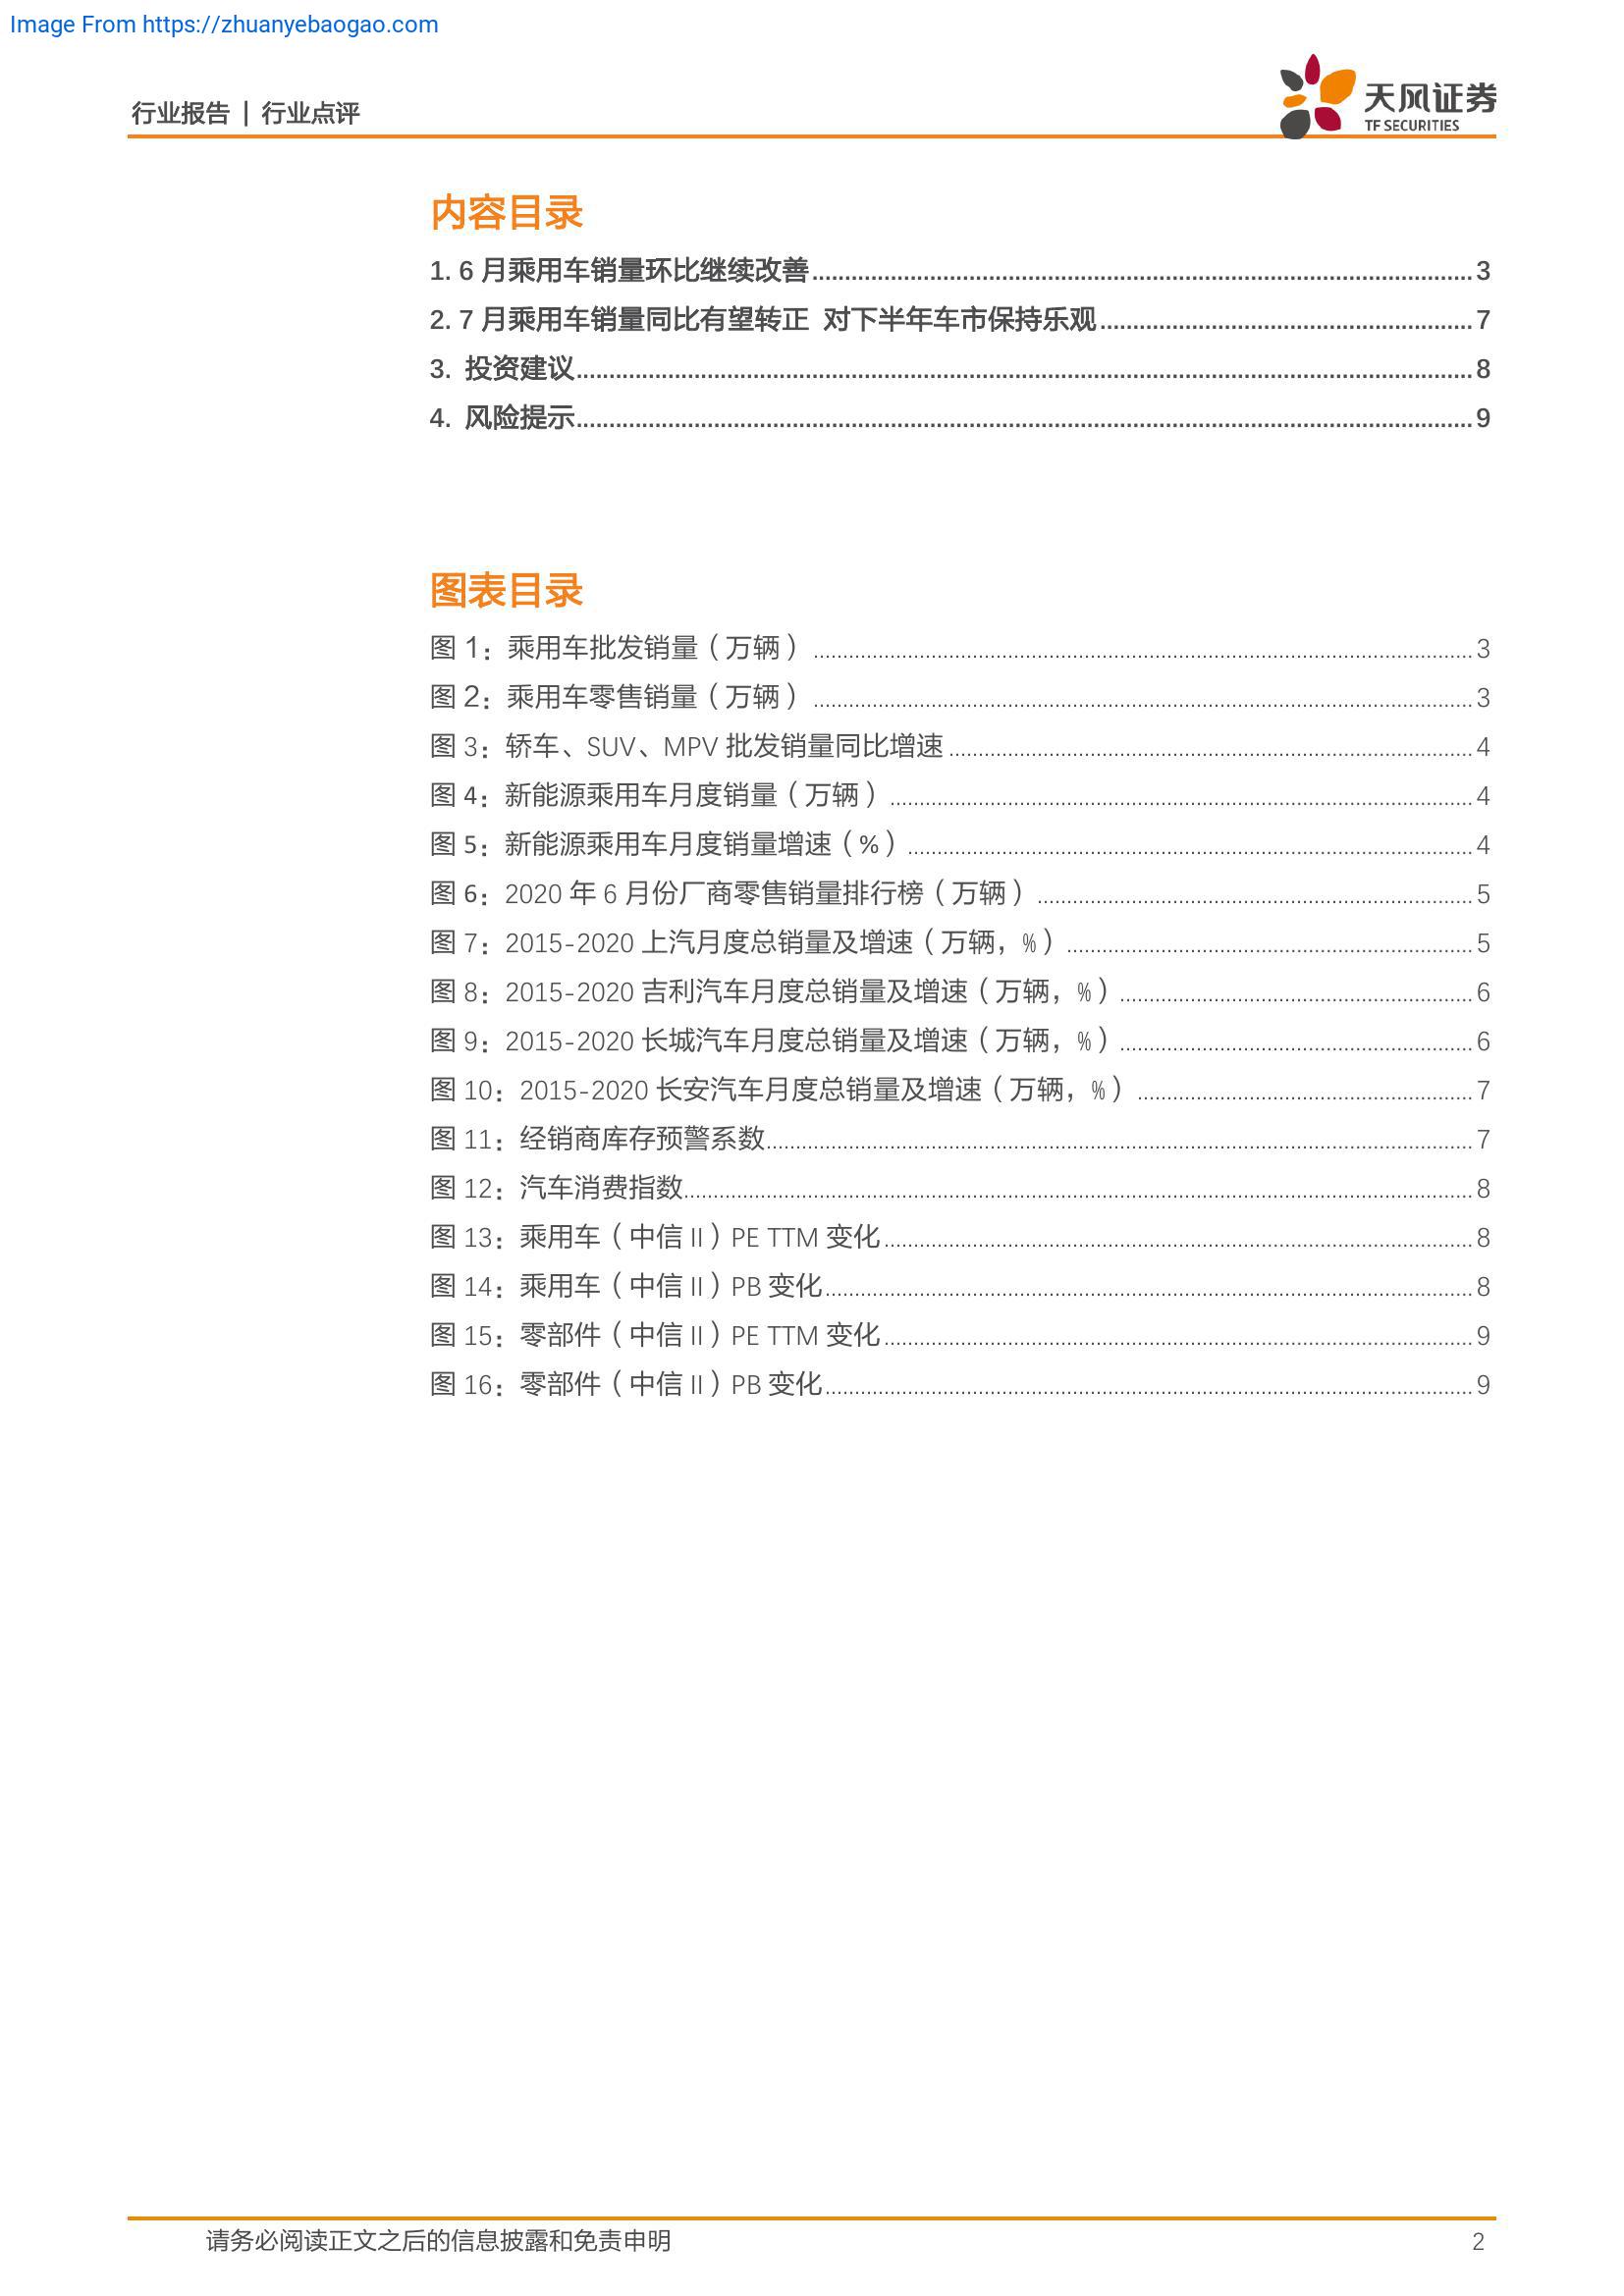 Image From https://zhuanyebaogao.com
行业报告 | 行业点评
天风证券
TF SECURITIES
内容目录
1. 6 月乘用车销量环比继续改善 3
2. 7 月乘用车销量同比有望转正 对下半年车市保持乐观 7
3. 投资建议 8
4. 风险提示 9
图表目录
图 1：乘用车批发销量（万辆） 3
图 2：乘用车零售销量（万辆） 3
图 3：轿车、SUV、MPV 批发销量同比增速 4
图 4：新能源乘用车月度销量（万辆） 4
图 5：新能源乘用车月度销量增速（%） 4
图 6：2020 年 6 月份厂商零售销量排行榜（万辆） 5
图 7：2015-2020 上汽月度总销量及增速（万辆，%） 5
图 8：2015-2020 吉利汽车月度总销量及增速（万辆，%） 6
图 9：2015-2020 长城汽车月度总销量及增速（万辆，%） 6
图 10：2015-2020 长安汽车月度总销量及增速（万辆，%） 7
图 11：经销商库存预警系数 7
图 12：汽车消费指数 8
图 13：乘用车（中信 II）PE TTM 变化 8
图 14：乘用车（中信 II）PB 变化 8
图 15：零部件（中信 II）PE TTM 变化 9
图 16：零部件（中信 II）PB 变化 9
请务必阅读正文之后的信息披露和免责申明 2